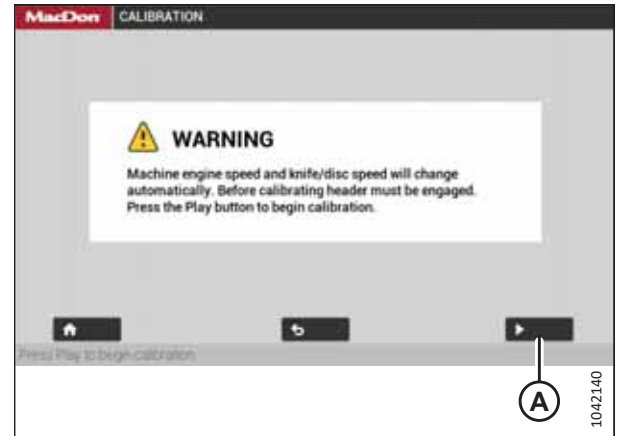 MacDon CALIBRATION
WARNING
Machine engine speed and knife/disc speed will change
automatically. Before calibrating header must be engaged.
Press the Play button to begin calibration.
Press Play to begin calibration
A
1042140